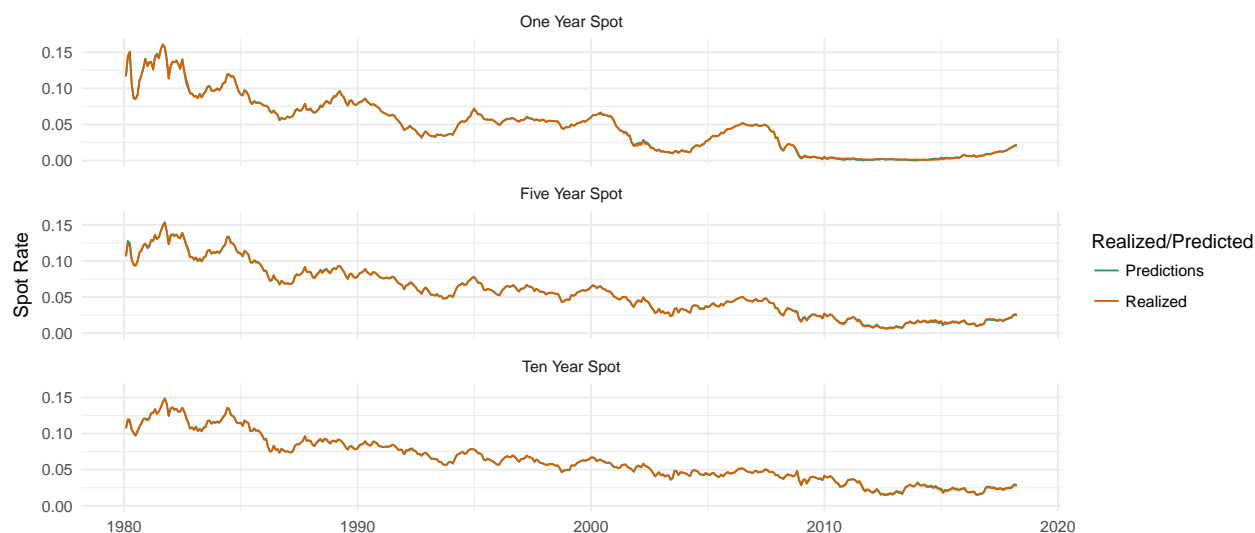 One Year Spot
0.15
0.10
0.05
0.00
Five Year Spot
0.15
0.10
0.05
0.00
Ten Year Spot
0.15
0.10
0.05
0.00
1980 1990 2000 2010 2020
Spot Rate
Realized/Predicted
Predictions
Realized